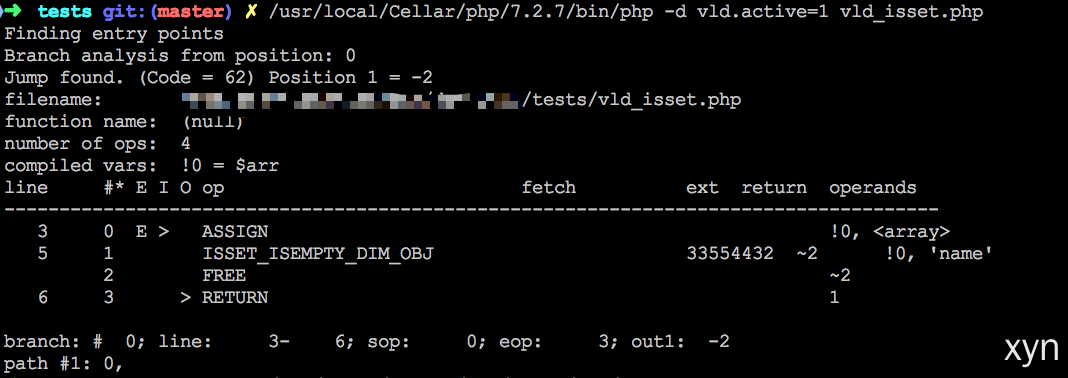 ➜ tests git:(master) ✗ /usr/local/Cellar/php/7.2.7/bin/php -d vld.active=1 vld_isset.php
Finding entry points
Branch analysis from position: 0
Jump found. (Code = 62) Position 1 = -2
filename: /tests/vld_isset.php
function name: (null)
number of ops: 4
compiled vars: !0 = $arr
line #* E I O op fetch ext return operands
-------------------------------------------------------------------------------------
3 0 E > ASSIGN !0, <array>
5 1 ISSET_ISEMPTY_DIM_OBJ 33554432 ~2 !0, 'name'
2 FREE ~2
6 3 > RETURN 1
branch: # 0; line: 3- 6; sop: 0; eop: 3; out1: -2
path #1: 0,
xyn